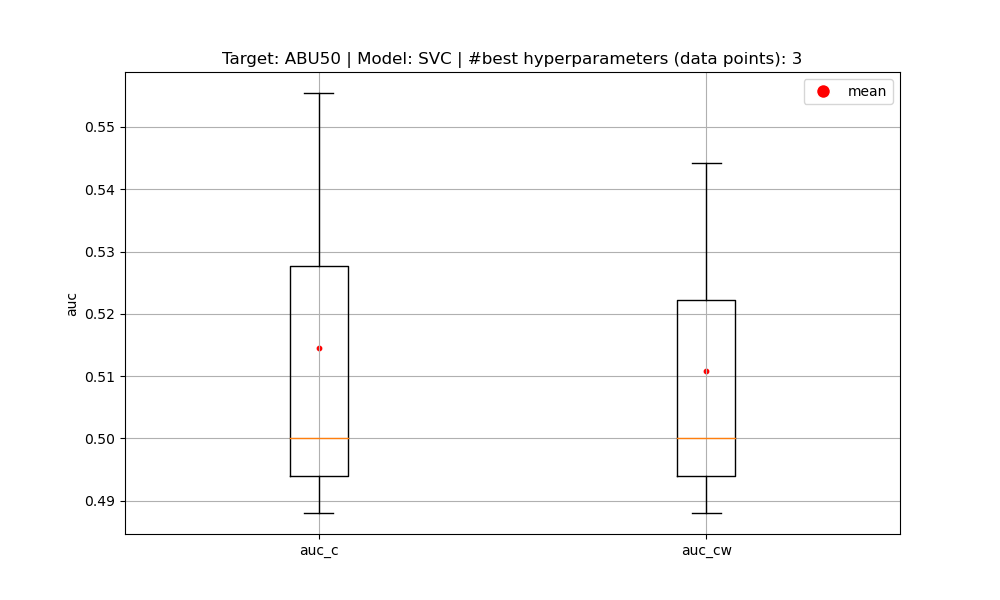 Target: ABU50 | Model: SVC | #best hyperparameters (data points): 3
mean
0.55
0.54
0.53
0.52
0.51
0.50
0.49
auc
auc_c
auc_cw